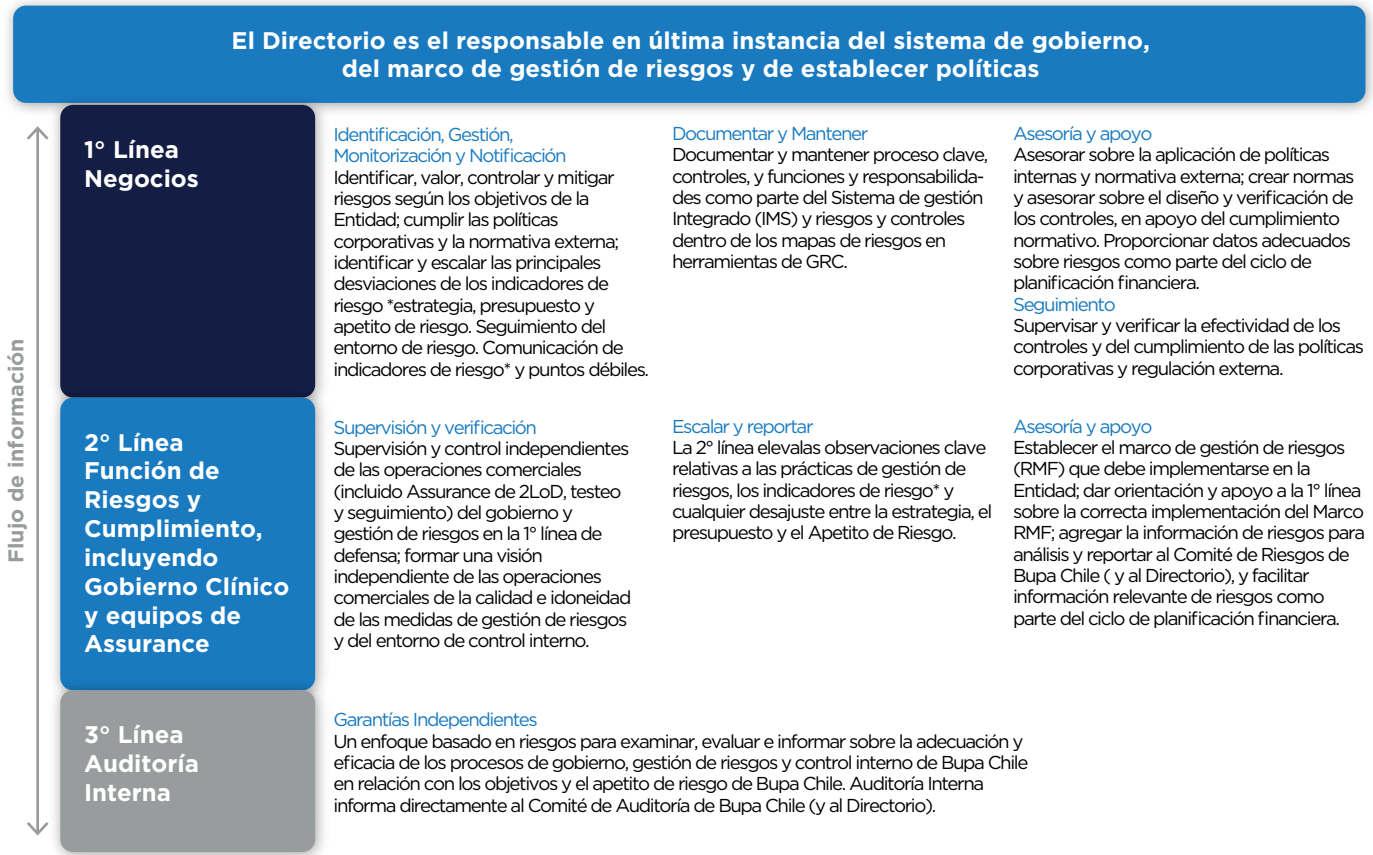 El Directorio es el responsable en última instancia del sistema de gobierno,
del marco de gestión de riesgos y de establecer políticas
Flujo de información
1° Línea
Negocios
Identificación, Gestión,
Monitorización y Notificación
Identificar, valor, controlar y mitigar
riesgos según los objetivos de la
Entidad; cumplir las políticas
corporativas y la normativa externa;
identificar y escalar las principales
desviaciones de los indicadores de
riesgo *estrategia, presupuesto y
apetito de riesgo. Seguimiento del
entorno de riesgo. Comunicación de
indicadores de riesgo* y puntos débiles.
Documentar y Mantener
Documentar y mantener proceso clave,
controles, y funciones y responsabilida-
des como parte del Sistema de gestión
Integrado (IMS) y riesgos y controles
dentro de los mapas de riesgos en
herramientas de GRC.
Asesoría y apoyo
Asesorar sobre la aplicación de políticas
internas y normativa externa; crear normas
y asesorar sobre el diseño y verificación de
los controles, en apoyo del cumplimiento
normativo. Proporcionar datos adecuados
sobre riesgos como parte del ciclo de
planificación financiera.
Seguimiento
Supervisar y verificar la efectividad de los
controles y del cumplimiento de las políticas
corporativas y regulación externa.
2° Línea
Función de
Riesgos y
Cumplimiento,
incluyendo
Gobierno Clínico
y equipos de
Assurance
Supervisión y verificación
Supervisión y control independientes
de las operaciones comerciales
(incluido Assurance de 2LoD, testeo
y seguimiento) del gobierno y
gestión de riesgos en la 1° línea de
defensa; formar una visión
independiente de las operaciones
comerciales de la calidad e idoneidad
de las medidas de gestión de riesgos
y del entorno de control interno.
Escalar y reportar
La 2° línea elevalas observaciones clave
relativas a las prácticas de gestión de
riesgos, los indicadores de riesgo* y
cualquier desajuste entre la estrategia, el
presupuesto y el Apetito de Riesgo.
Asesoría y apoyo
Establecer el marco de gestión de riesgos
(RMF) que debe implementarse en la
Entidad; dar orientación y apoyo a la 1° línea
sobre la correcta implementación del Marco
RMF; agregar la información de riesgos para
análisis y reportar al Comité de Riesgos de
Bupa Chile ( y al Directorio), y facilitar
información relevante de riesgos como
parte del ciclo de planificación financiera.
3° Línea
Auditoría
Interna
Garantías Independientes
Un enfoque basado en riesgos para examinar, evaluar e informar sobre la adecuación y
eficacia de los procesos de gobierno, gestión de riesgos y control interno de Bupa Chile
en relación con los objetivos y el apetito de riesgo de Bupa Chile. Auditoría Interna
informa directamente al Comité de Auditoría de Bupa Chile (y al Directorio).